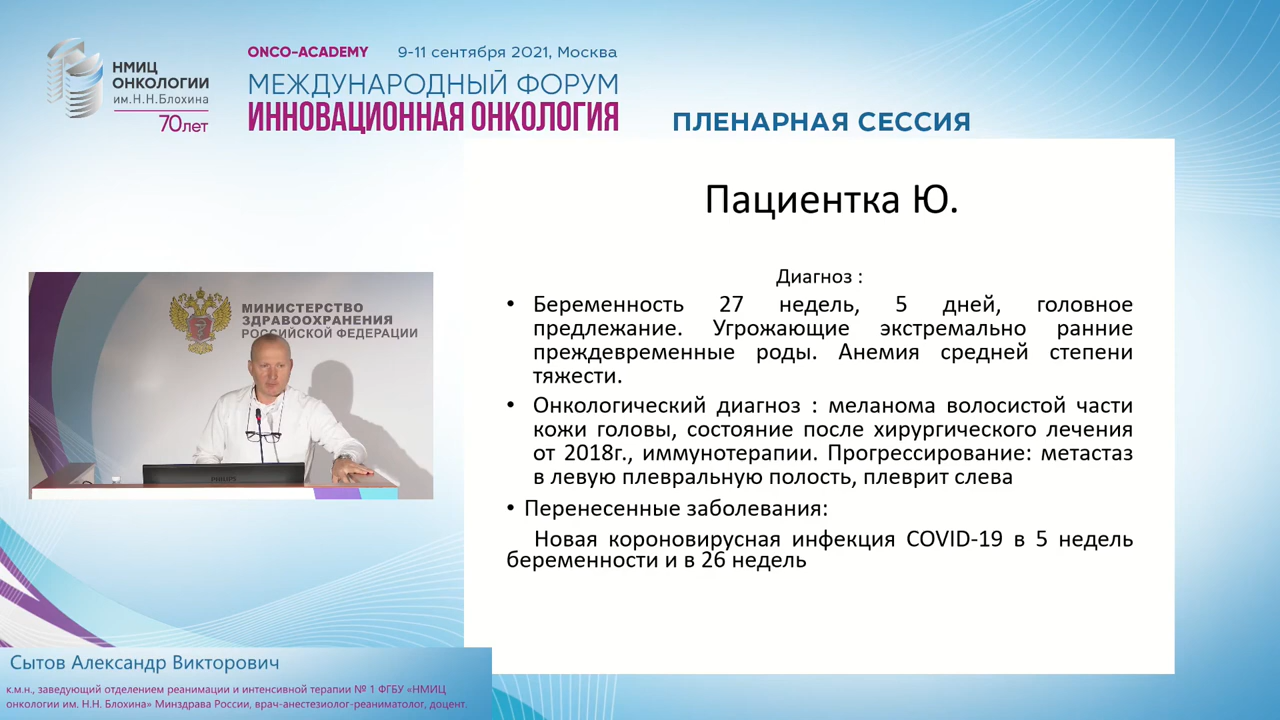 НМИЦ
ОНКОЛОГИИ
им.Н.Н.Блохина
70лет
ONCO-ACADEMY 9-11 сентября 2021, Москва
МЕЖДУНАРОДНЫЙ ФОРУМ
ИННОВАЦИОННАЯ ОНКОЛОГИЯ
ПЛЕНАРНАЯ СЕССИЯ
Пациентка Ю.
Диагноз :
• Беременность 27 недель, 5 дней, головное
предлежание. Угрожающие экстремально ранние
преждевременные роды. Анемия средней степени
тяжести.
• Онкологический диагноз : меланома волосистой части
кожи головы, состояние после хирургического лечения
от 2018г., иммунотерапии. Прогрессирование: метастаз
в левую плевральную полость, плеврит слева
• Перенесенные заболевания:
Новая короновирусная инфекция COVID-19 в 5 недель
беременности и в 26 недель
МИНИСТЕРСТВО
ЗДРАВООХРАНЕНИЯ
РОССИЙСКОЙ ФЕДЕРАЦИИ
PHILIPS
Сытов Александр Викторович
к.м.н., заведующий отделением реанимации и интенсивной терапии № 1 ФГБУ «НМИЦ
онкологии им. Н.Н. Блохина» Минздрава России, врач-анестезиолог-реаниматолог, доцент.